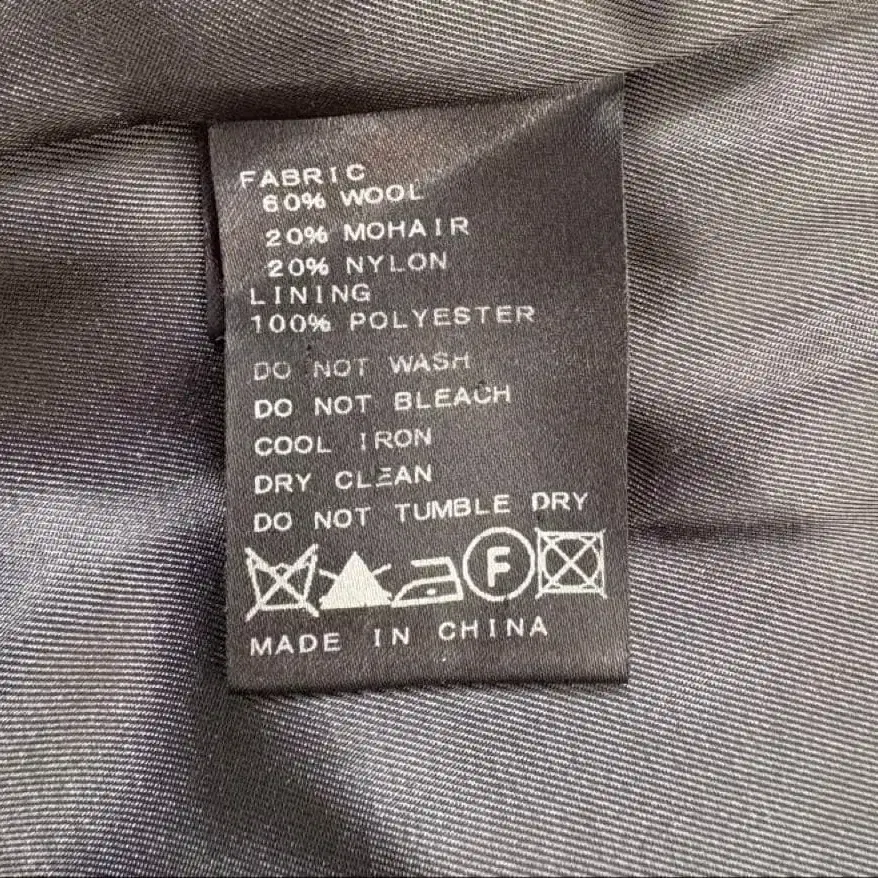 FABRIC
60% WOOL
20% MOHAIR
20% NYLON
LINING
100% POLYESTER
DO NOT WASH
DO NOT BLEACH
COOL IRON
DRY CLEAN
DO NOT TUMBLE DRY
F
MADE IN CHINA